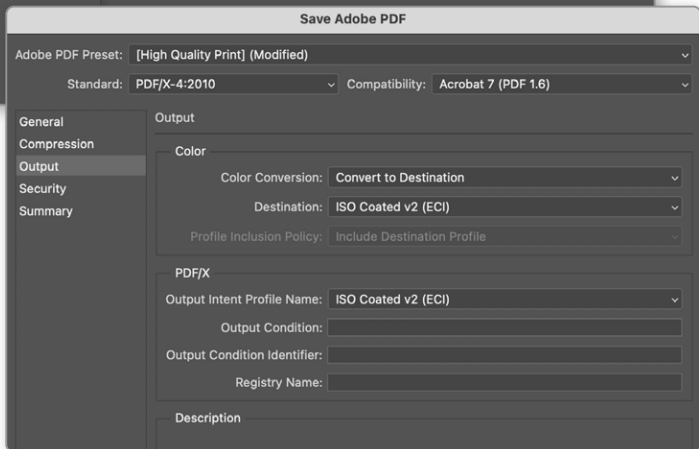 Save Adobe PDF
Adobe PDF Preset: [High Quality Print] (Modified)
Standard: PDF/X-4:2010 Compatibility: Acrobat 7 (PDF 1.6)
General
Compression
Output
Security
Summary
Output
Color
Color Conversion: Convert to Destination
Destination: ISO Coated v2 (ECI)
Profile Inclusion Policy: Include Destination Profile
PDF/X
Output Intent Profile Name: ISO Coated v2 (ECI)
Output Condition:
Output Condition Identifier:
Registry Name:
Description